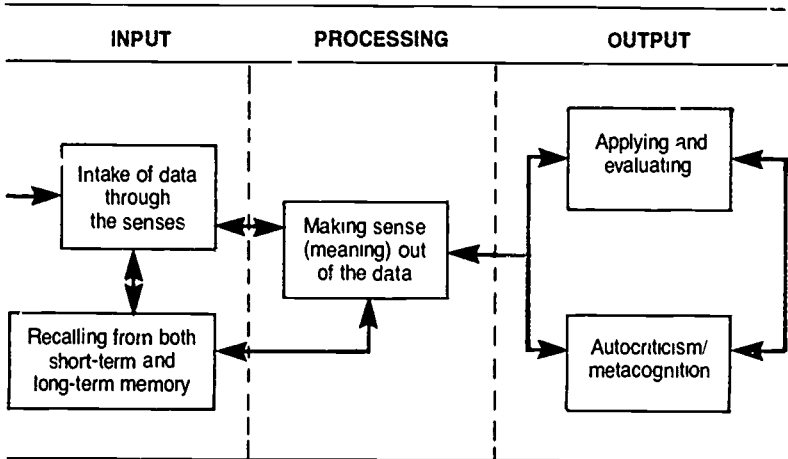 INPUT
PROCESSING
OUTPUT
Intake of data
through
the senses
Recalling from both
short-term and
long-term memory
Making sense
(meaning) out
of the data
Applying and
evaluating
Autocriticism/
metacognition